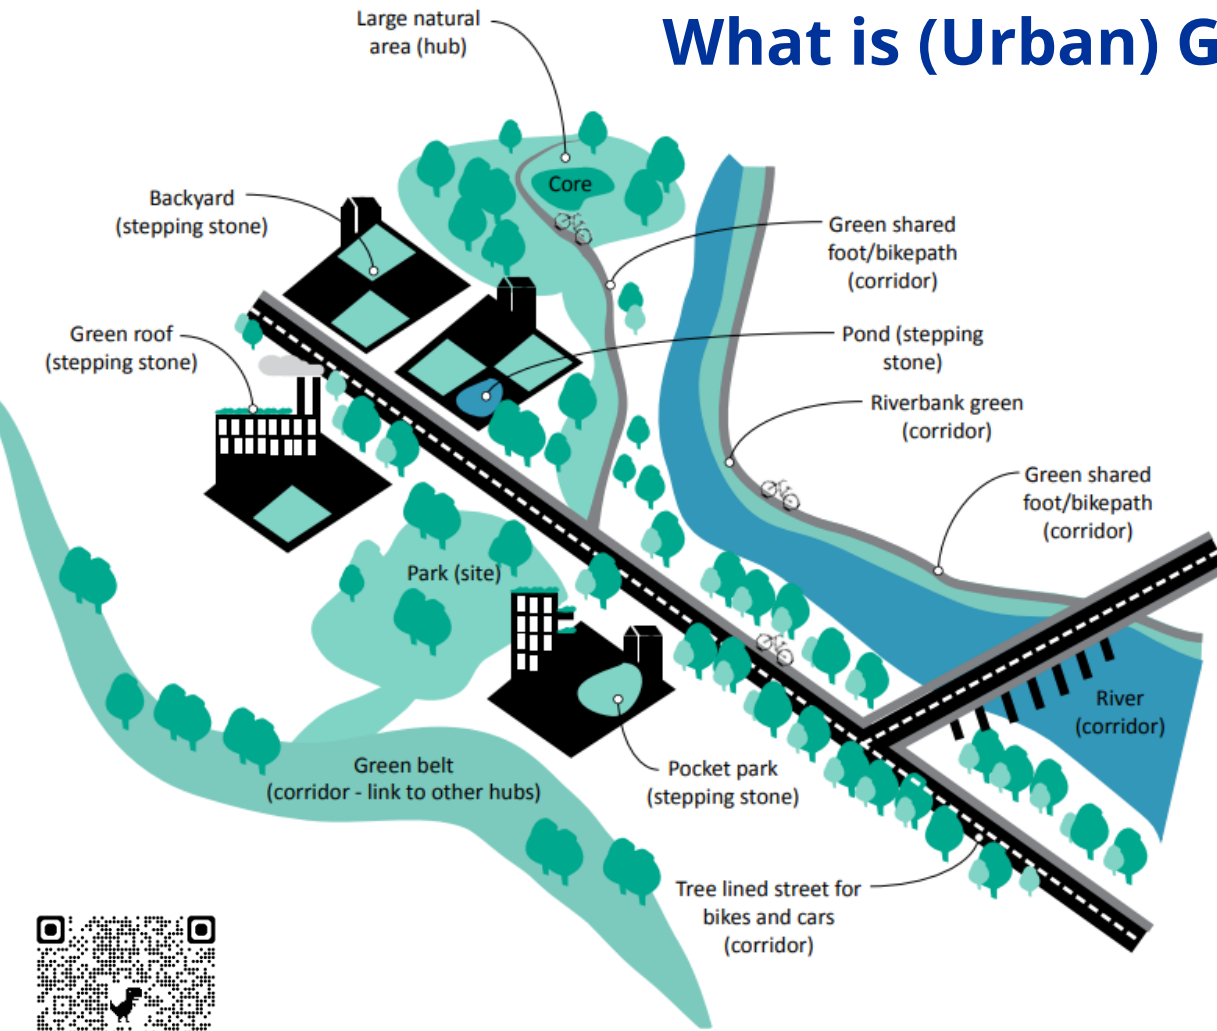 What is (Urban) G
Large natural
area (hub)
Core
Backyard
(stepping stone)
Green shared
foot/bikepath
(corridor)
Green roof
(stepping stone)
Pond (stepping
stone)
Riverbank green
(corridor)
Green shared
foot/bikepath
(corridor)
Park (site)
River
(corridor)
Green belt
(corridor - link to other hubs)
Pocket park
(stepping stone)
Tree lined street for
bikes and cars
(corridor)